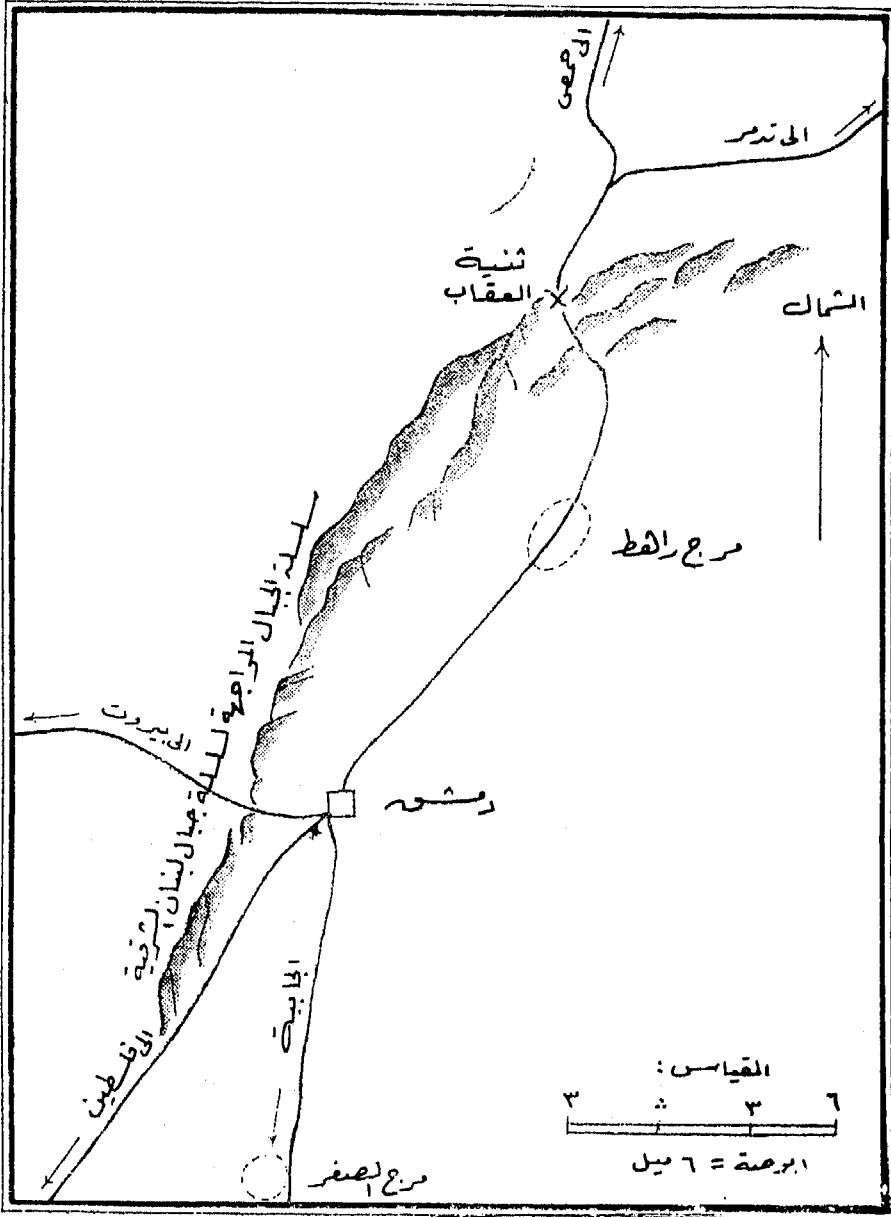 الى حمص
الى تدمر
ثنية
العقاب
الشمال
مرج راهط
سلسلة الجبال المواجهة لسلسلة جبال لبنان الشرقية
الى بيروت
دمشق
الجابية
الى فلسطين
مرج الصفر
القياس:
٣ ٠ ٣ ٦
ابوصة = ٦ ميل